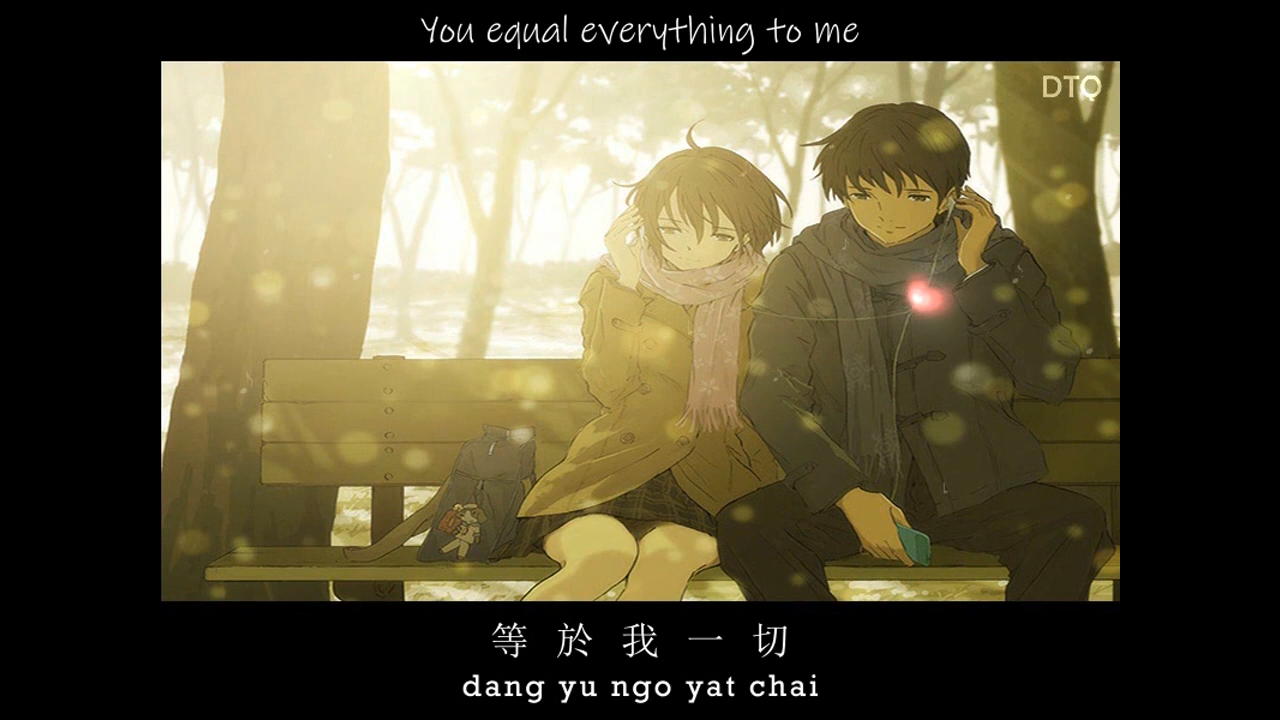 You equal everything to me
DTQ
等 於 我 一 切
dang yu ngo yat chai